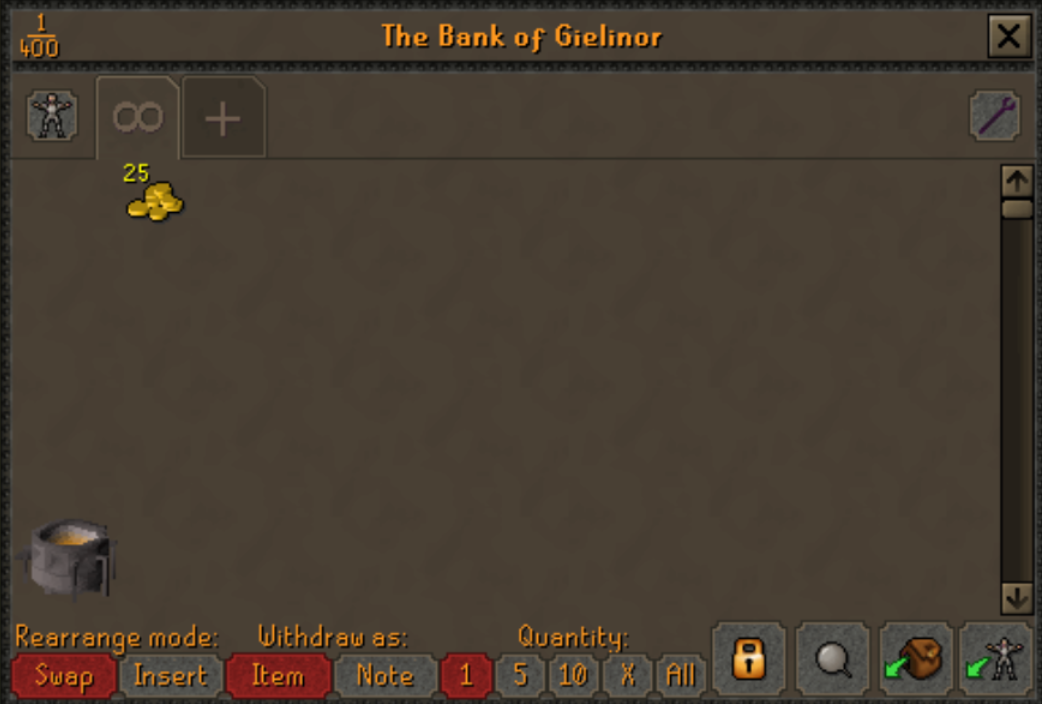 1
400
The Bank of Gielinor
25
Rearrange mode: Withdraw as: Quantity:
Swap Insert Item Note 1 5 10 X All